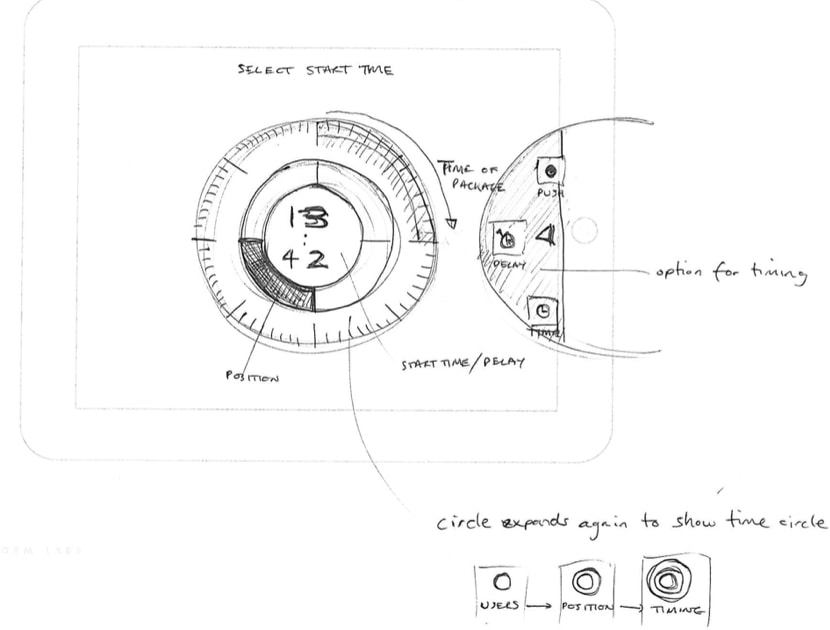 SELECT START TIME
TIME OF
PACKAGE
PUSH
DELAY
TIME
option for timing
13
:
42
POSITION
START TIME/DELAY
circle expands again to show time circle
USERS
POSITION
TIMING